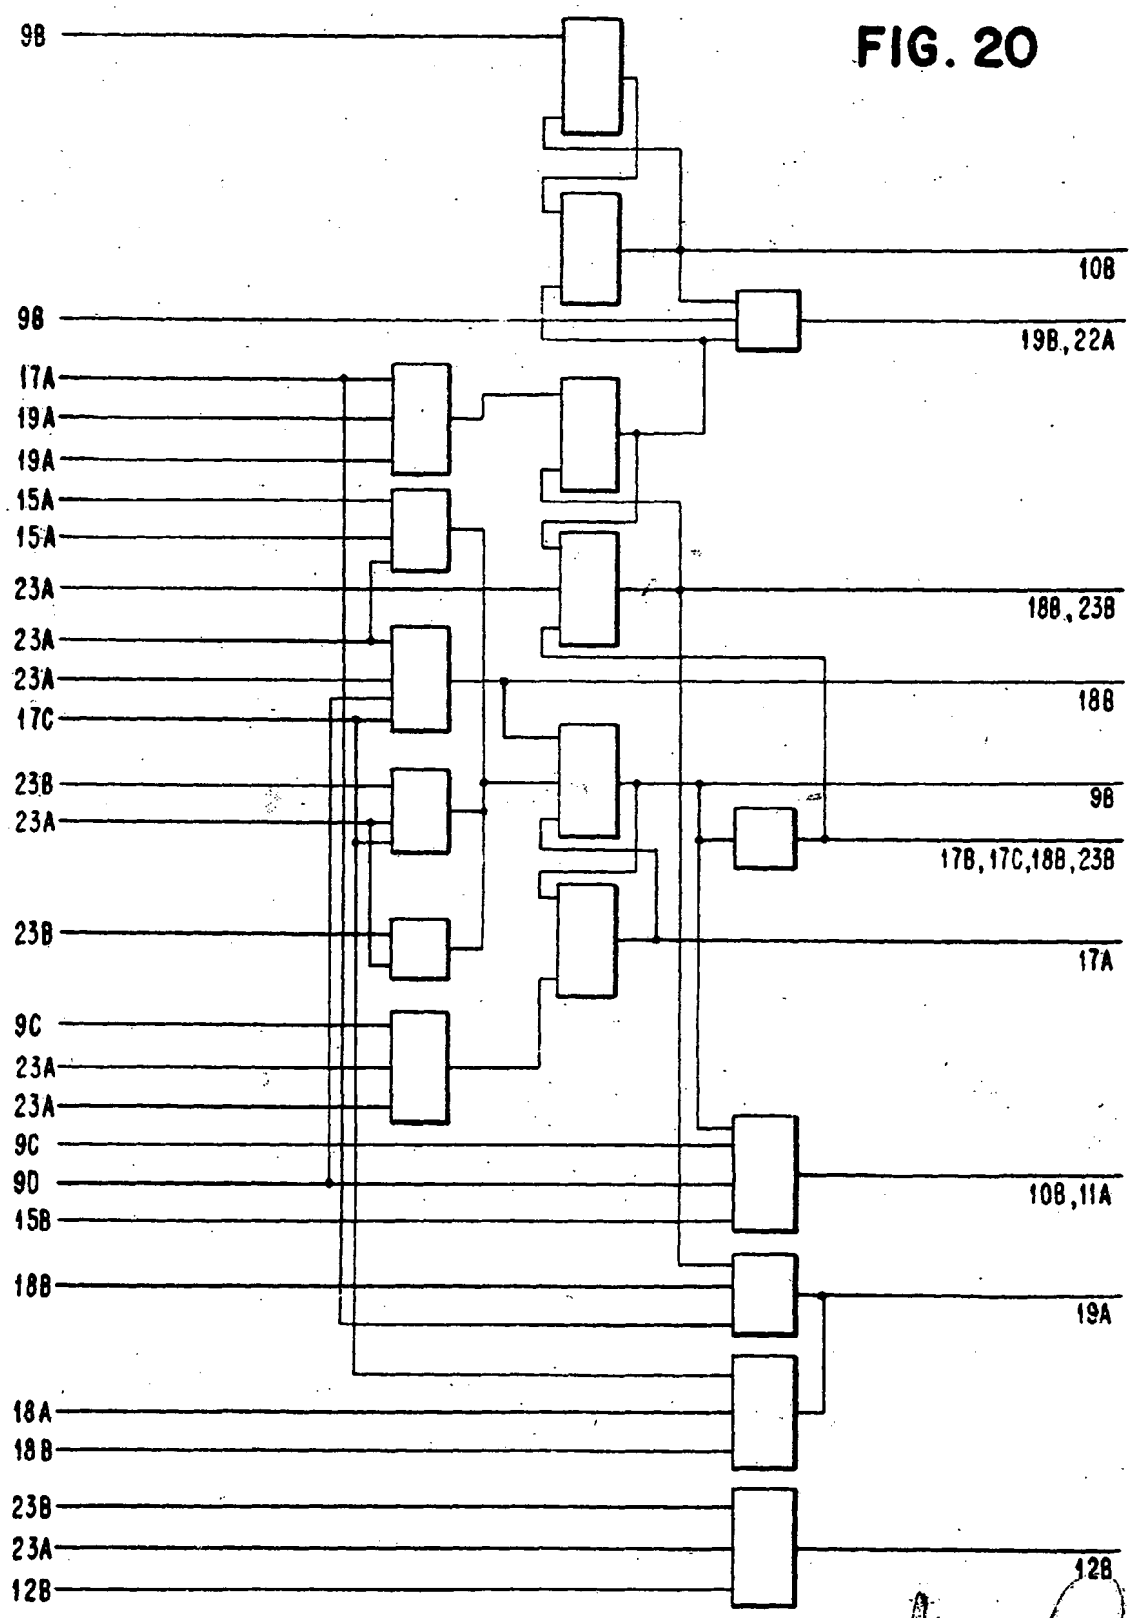 FIG. 20
9B
10B
9B
19B, 22A
17A
19A
19A
15A
15A
23A
18B, 23B
23A
23A
18B
17C
23B
9B
23A
17B, 17C, 18B, 23B
23B
17A
9C
23A
23A
9C
9D
10B, 11A
15B
18B
19A
18A
18B
23B
23A
12B
12B